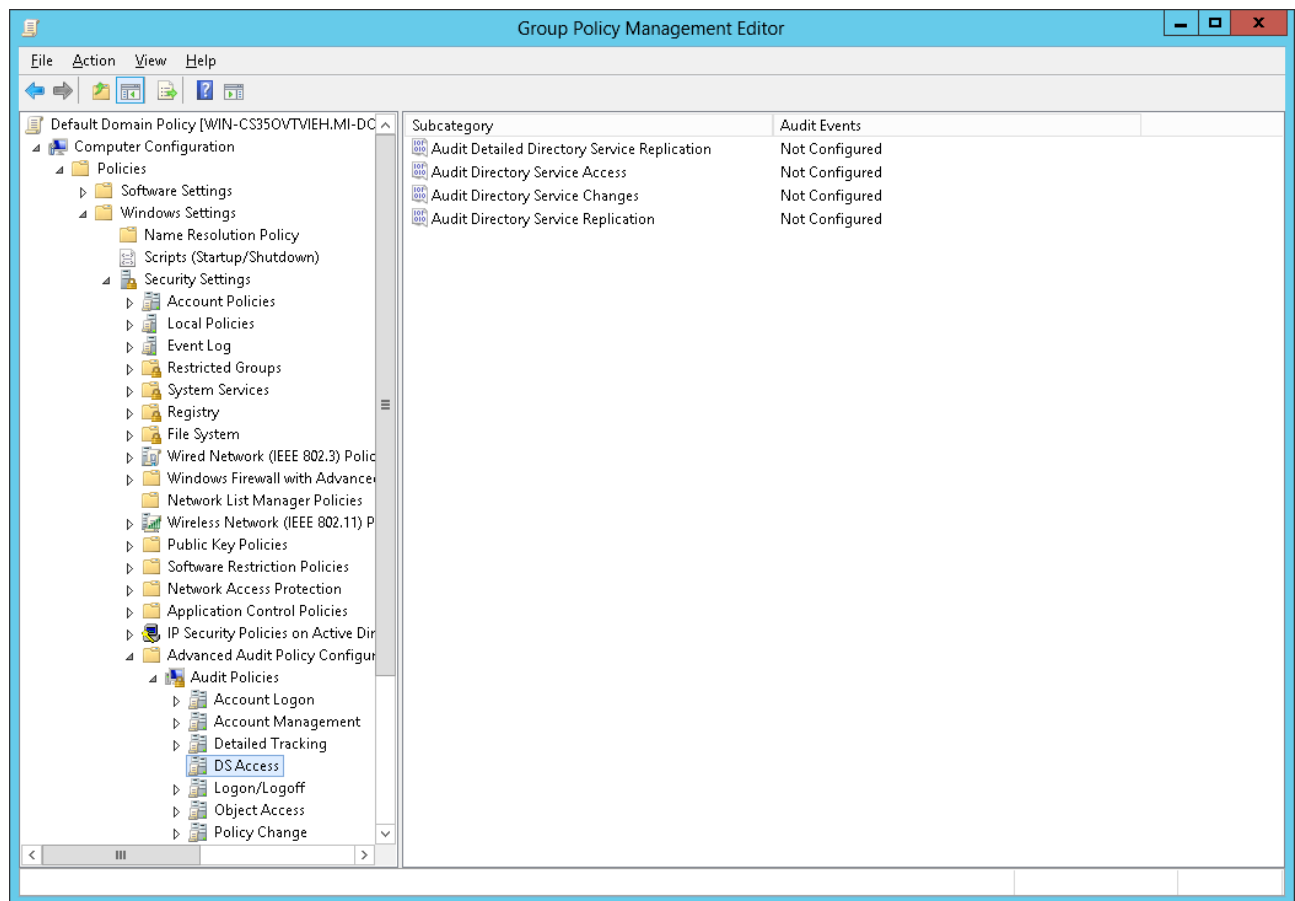 Group Policy Management Editor
File Action View Help
Default Domain Policy [WIN-CS35OVTVIEH.MI-DO
Computer Configuration
Policies
Software Settings
Windows Settings
Name Resolution Policy
Scripts (Startup/Shutdown)
Security Settings
Account Policies
Local Policies
Event Log
Restricted Groups
System Services
Registry
File System
Wired Network (IEEE 802.3) Polic
Windows Firewall with Advance
Network List Manager Policies
Wireless Network (IEEE 802.11) P
Public Key Policies
Software Restriction Policies
Network Access Protection
Application Control Policies
IP Security Policies on Active Dir
Advanced Audit Policy Configur
Audit Policies
Account Logon
Account Management
Detailed Tracking
DS Access
Logon/Logoff
Object Access
Policy Change
Subcategory Audit Events
Audit Detailed Directory Service Replication Not Configured
Audit Directory Service Access Not Configured
Audit Directory Service Changes Not Configured
Audit Directory Service Replication Not Configured